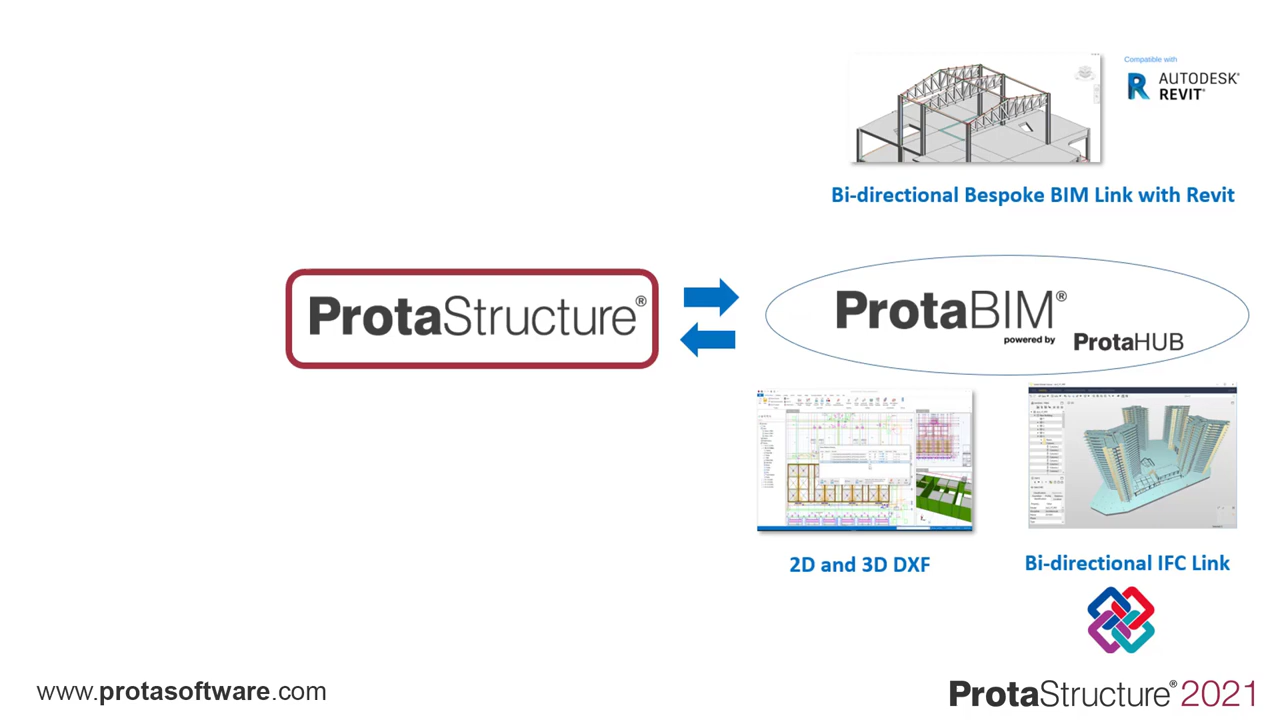 Compatible with
AUTODESK®
REVIT®
Bi-directional Bespoke BIM Link with Revit
ProtaStructure®
ProtaBIM®
powered by ProtaHUB
2D and 3D DXF
Bi-directional IFC Link
www.protasoftware.com
ProtaStructure® 2021